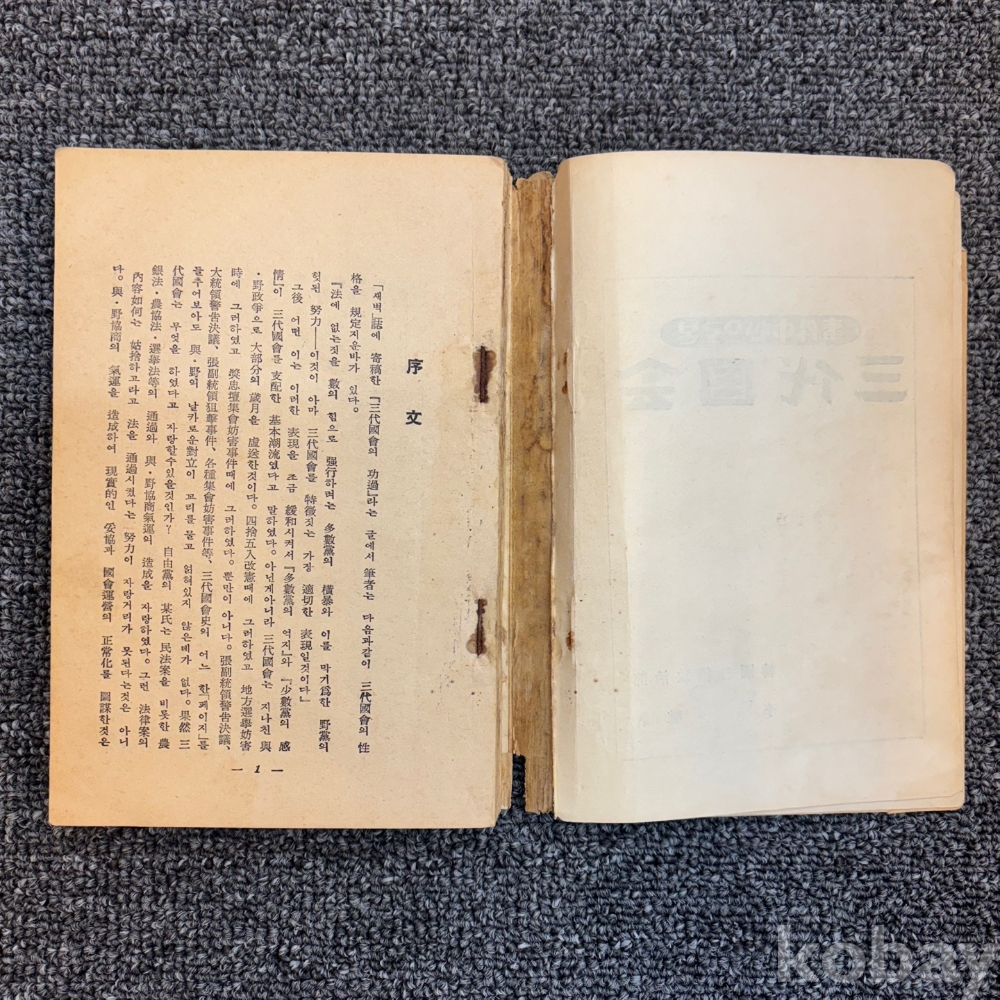 序文
「새벽」誌에 寄稿한 『三代國會의 功過』라는 글에서 筆者는 다음과같이 三代國會의 性
格을 規定지운바가 있다.
『法에 없는짓을 數의 힘으로 强行하려는 多數黨의 橫暴와 이를 막기爲한 野黨의
헛된 努力——이것이 아마 三代國會를 特徵짓는 가장 適切한 表現일것이다』
그後 어떤 이는 이러한 表現을 조금 緩和시켜서 『多數黨의 억지』와 『少數黨의 感
情』이 三代國會를 支配한 基本潮流였다고 말하였다. 아닌게아니라 三代國會는 지나친 與
·野政爭으로 大部分의 歲月을 虛送한것이다. 四捨五入改憲때에 그러하였고 地方選擧妨害
時에 그러하였고 奬忠壇集會妨害事件때에 그러하였다. 뿐만이 아니다. 張副統領警告決議、
大統領警告決議、張副統領狙擊事件、各種集會妨害事件等、三代國會史의 어느 한「페이지」를
들추어보아도 與·野의 날카로운對立이 꼬리를 물고 얽혀있지 않은데가 없다. 果然 三
代國會는 무엇을 하였다고 자랑할수있을것인가? 自由黨의 某氏는 民法案을 비롯한 農
銀法·農協法·選擧法等의 通過와 與·野協商氣運의 造成을 자랑하였다. 그런 法律案의
內容如何는 姑捨하고라고 法을 通過시켰다는 努力이 자랑거리가 못된다는것은 아니
다. 與·野協商의 氣運을 造成하여 現實的인 妥協과 國會運營의 正常化를 圖謀한것은
— 1 —
三代國會
kobay